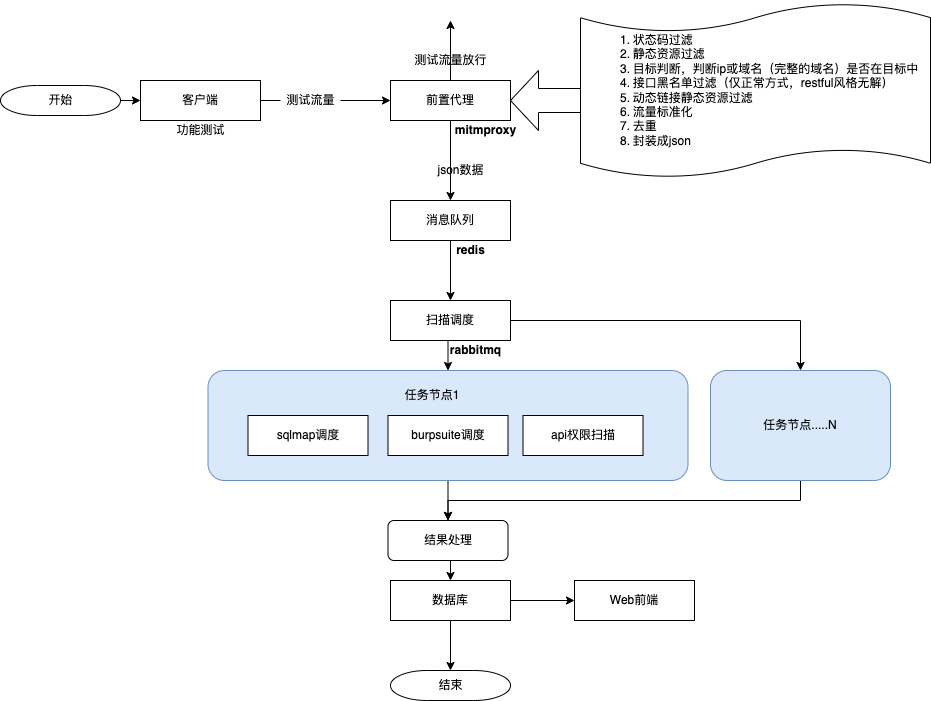 测试流量放行
开始
客户端
功能测试
测试流量
前置代理
mitmproxy
1. 状态码过滤
2. 静态资源过滤
3. 目标判断，判断ip或域名（完整的域名）是否在目标中
4. 接口黑名单过滤（仅正常方式，restful风格无解）
5. 动态链接静态资源过滤
6. 流量标准化
7. 去重
8. 封装成json
json数据
消息队列
redis
扫描调度
rabbitmq
任务节点1
sqlmap调度
burpsuite调度
api权限扫描
任务节点.....N
结果处理
数据库
Web前端
结束